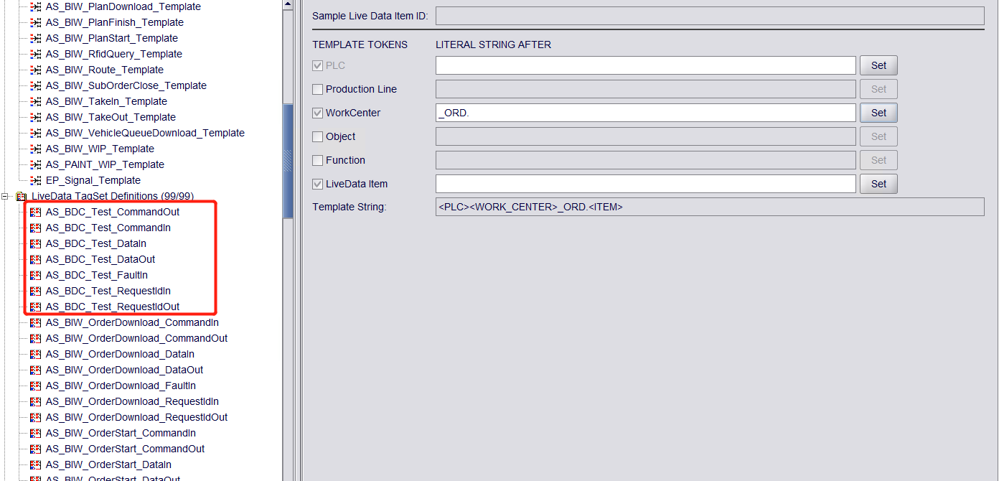 AS_BIW_PlanDownload_Template
AS_BIW_PlanFinish_Template
AS_BIW_PlanStart_Template
AS_BIW_RfidQuery_Template
AS_BIW_Route_Template
AS_BIW_SubOrderClose_Template
AS_BIW_TakeIn_Template
AS_BIW_TakeOut_Template
AS_BIW_VehicleQueueDownload_Template
AS_BIW_WIP_Template
AS_PAINT_WIP_Template
EP_Signal_Template
LiveData TagSet Definitions (99/99)
AS_BDC_Test_CommandOut
AS_BDC_Test_CommandIn
AS_BDC_Test_DataIn
AS_BDC_Test_DataOut
AS_BDC_Test_FaultIn
AS_BDC_Test_RequestIdIn
AS_BDC_Test_RequestIdOut
AS_BIW_OrderDownload_CommandIn
AS_BIW_OrderDownload_CommandOut
AS_BIW_OrderDownload_DataIn
AS_BIW_OrderDownload_DataOut
AS_BIW_OrderDownload_FaultIn
AS_BIW_OrderDownload_RequestIdIn
AS_BIW_OrderDownload_RequestIdOut
AS_BIW_OrderStart_CommandIn
AS_BIW_OrderStart_CommandOut
AS_BIW_OrderStart_DataIn
AS_BIW_OrderStart_DataOut
Sample Live Data Item ID:
TEMPLATE TOKENS LITERAL STRING AFTER
PLC Set
Production Line Set
WorkCenter _ORD. Set
Object Set
Function Set
LiveData Item Set
Template String: <PLC><WORK_CENTER>_ORD.<ITEM>